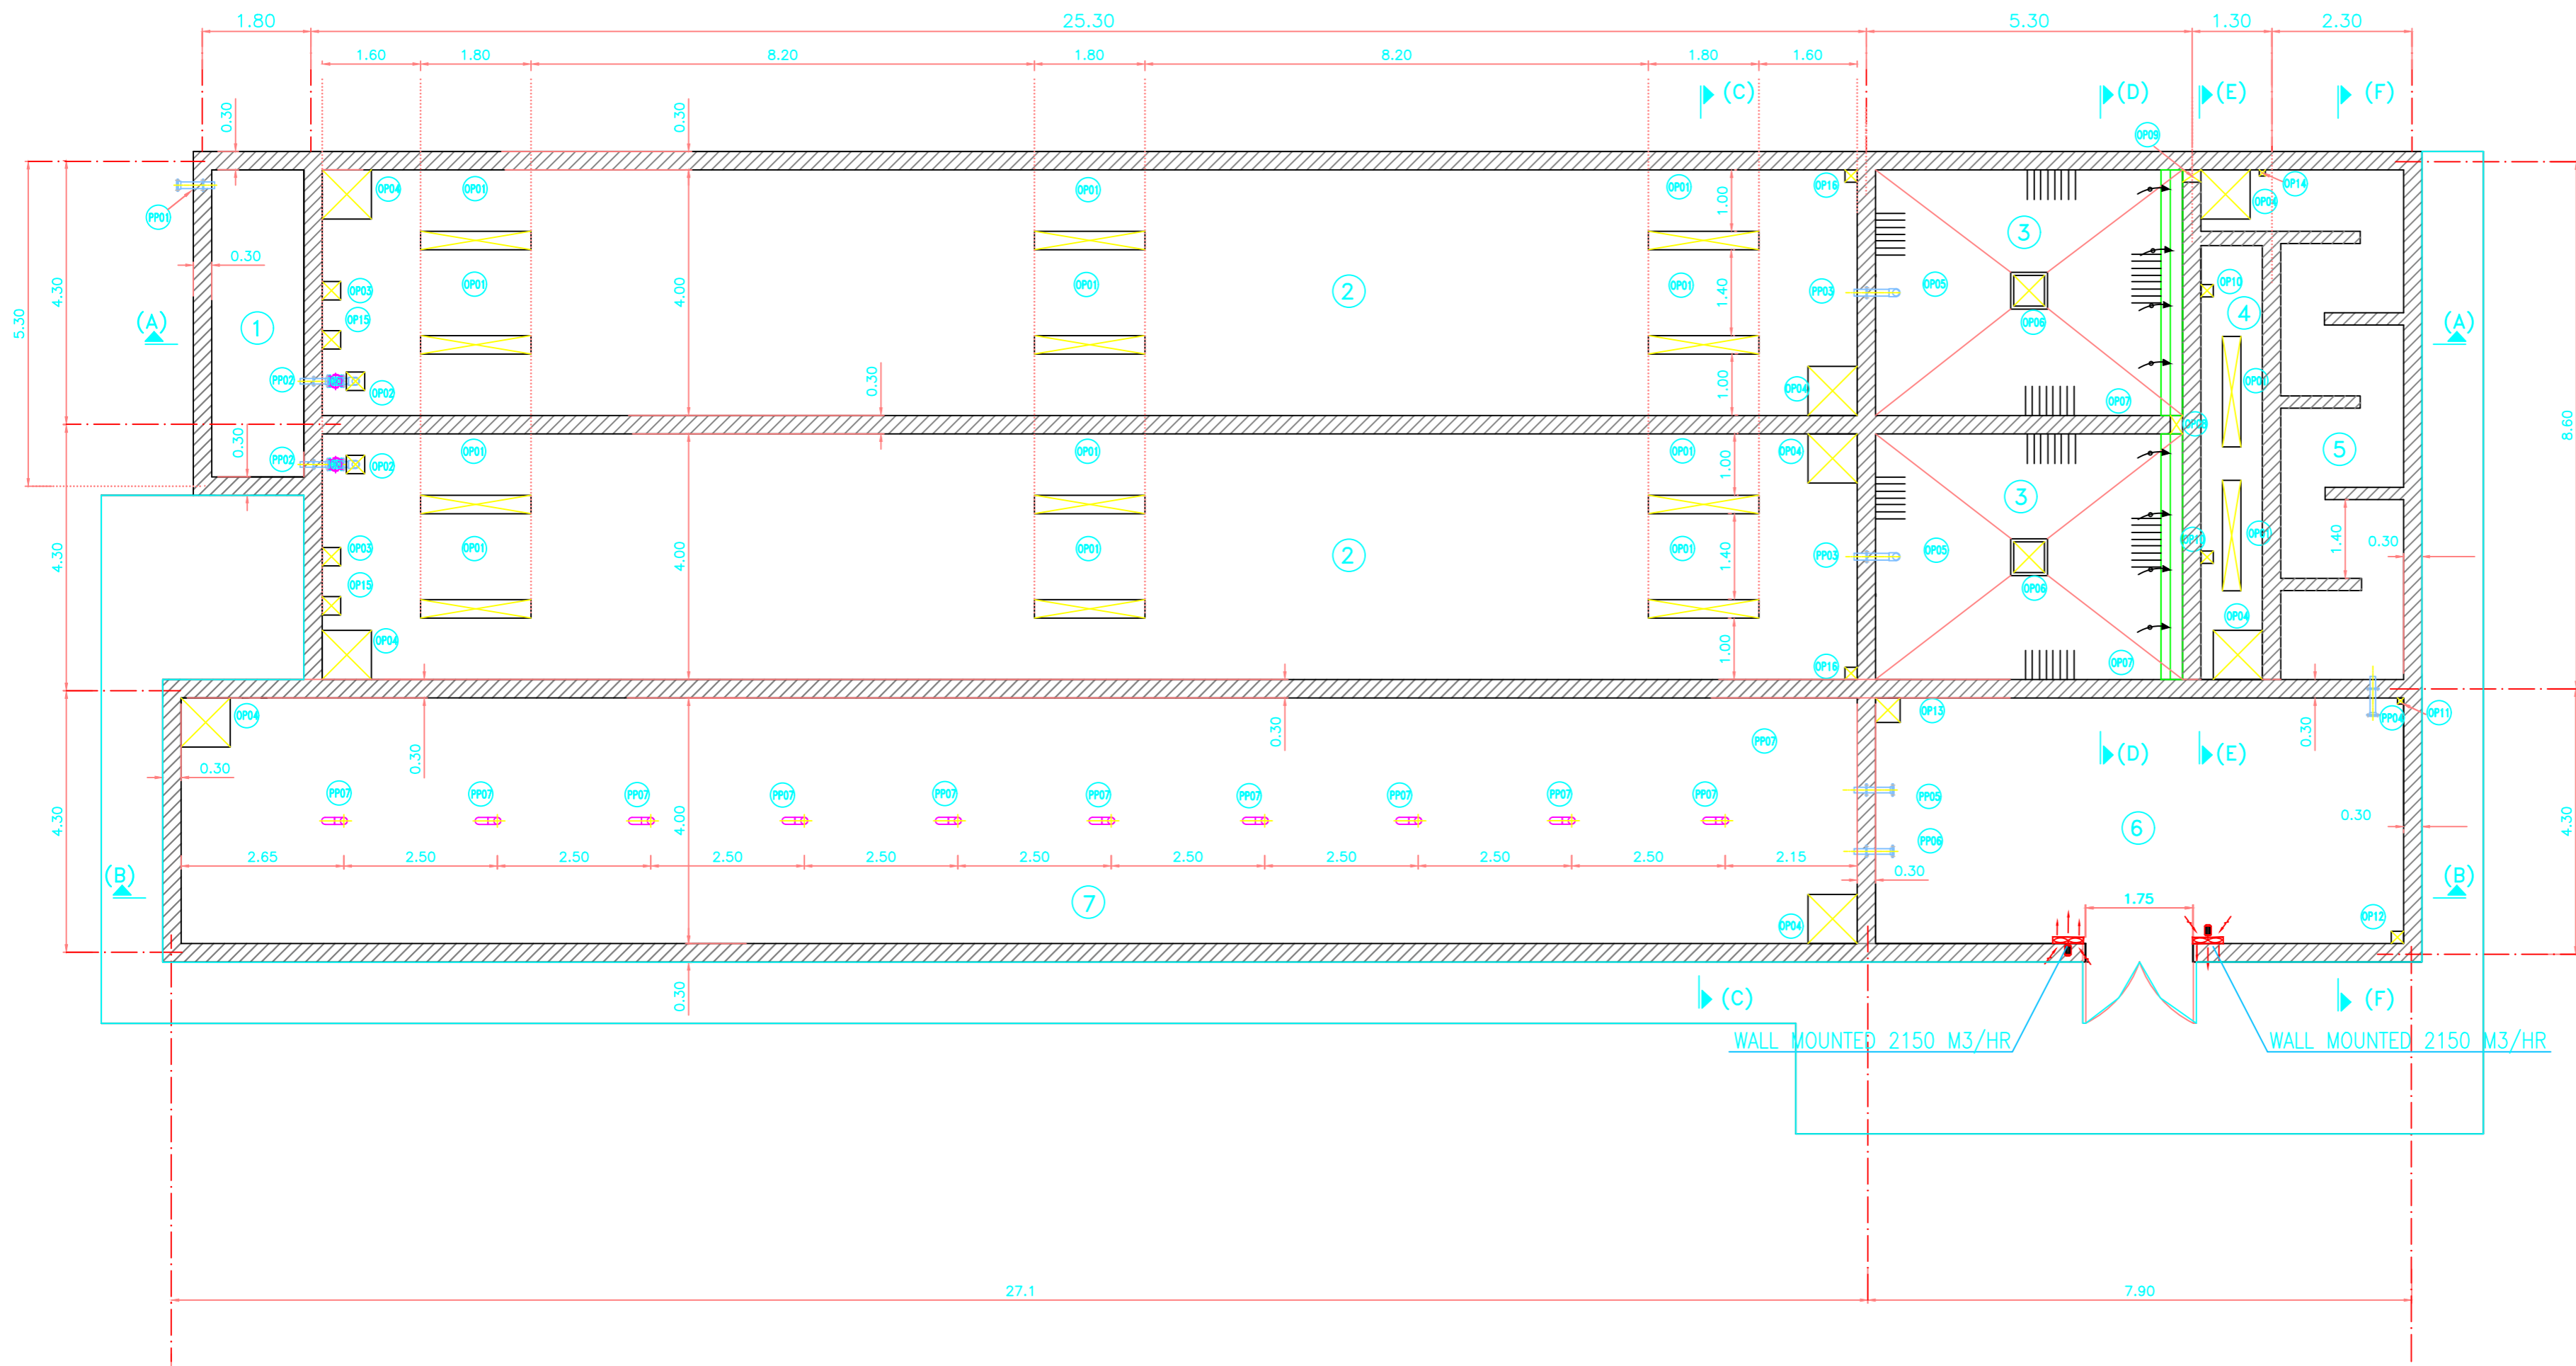 1.80 25.30 5.30 1.30 2.30
1.60 1.80 8.20 1.80 8.20 1.80 1.60
(C) (D) (E) (F)
0.30 0.30
OP09
PP01 OP04 OP01 OP01 OP01 OP16 OP14 OP04
1.00 3
0.30
OP03 OP01 OP01 2 OP01 PP03 OP05 OP10
4.30 5.30 4.00 1.40 8.60
(A) 1 OP15 OP06 4 (A)
PP02 OP02 0.30 OP04 1.00 OP07 OP01
OP08
0.30
PP02 OP02 OP01 OP01 OP01 OP04 1.00 5
3
OP03 OP01 2 OP01 OP01 PP03 OP05 OP01 0.30
4.30 4.00 1.40 1.40
OP15 OP06
OP04 OP16 1.00 OP07 OP04
OP04 OP13 PP04 OP11
0.30 0.30 0.30 PP07 (D) (E) 0.30
PP07 PP07 PP07 PP07 PP07 PP07 PP07 PP07 PP07 PP07 PP05
4.30 4.00 PP06 6 0.30 4.30
2.65 2.50 2.50 2.50 2.50 2.50 2.50 2.50 2.50 2.50 2.15
0.30
(B) 7 1.75 (B)
OP04 OP12
0.30 (C) (F)
WALL MOUNTED 2150 M3/HR WALL MOUNTED 2150 M3/HR
27.1 7.90